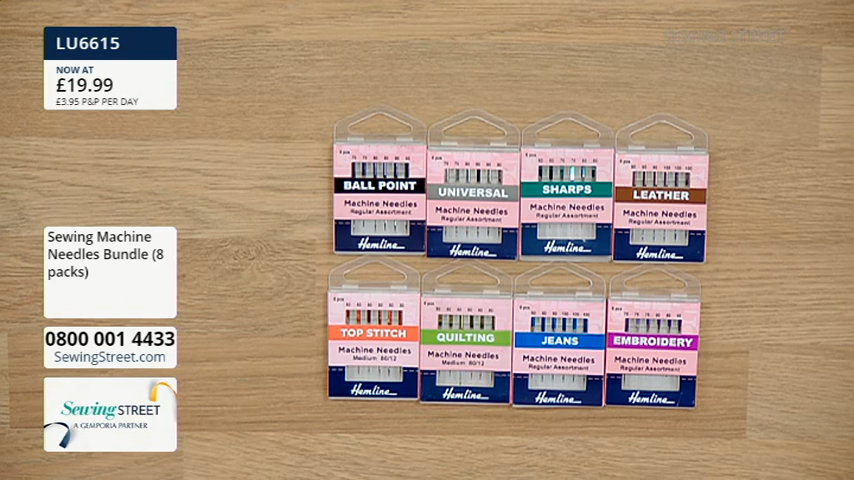 LU6615
NOW AT
£19.99
£3.95 P&P PER DAY
Sewing Machine
Needles Bundle (8
packs)
0800 001 4433
SewingStreet.com
Sewing STREET
A GEMPORIA PARTNER
BALL POINT
Machine Needles
Regular Assortment
Hemline
UNIVERSAL
Machine Needles
Regular Assortment
Hemline
SHARPS
Machine Needles
Regular Assortment
Hemline
LEATHER
Machine Needles
Regular Assortment
Hemline
TOP STITCH
Machine Needles
Medium 80/12
Hemline
QUILTING
Machine Needles
Medium 80/12
Hemline
JEANS
Machine Needles
Regular Assortment
Hemline
EMBROIDERY
Machine Needles
Regular Assortment
Hemline